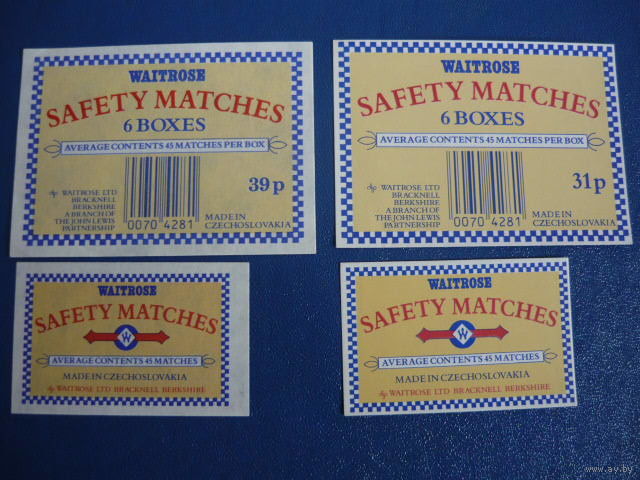 WAITROSE
SAFETY MATCHES
6 BOXES
AVERAGE CONTENTS 45 MATCHES PER BOX
39p
WAITROSE LTD
BRACKNELL
BERKSHIRE
A BRANCH OF
THE JOHN LEWIS
PARTNERSHIP
0070 4281
MADE IN
CZECHOSLOVAKIA
WAITROSE
SAFETY MATCHES
6 BOXES
AVERAGE CONTENTS 45 MATCHES PER BOX
31p
WAITROSE LTD
BRACKNELL
BERKSHIRE
A BRANCH OF
THE JOHN LEWIS
PARTNERSHIP
0070 4281
MADE IN
CZECHOSLOVAKIA
WAITROSE
SAFETY MATCHES
W
AVERAGE CONTENTS 45 MATCHES
MADE IN CZECHOSLOVAKIA
WAITROSE LTD BRACKNELL BERKSHIRE
WAITROSE
SAFETY MATCHES
W
AVERAGE CONTENTS 45 MATCHES
MADE IN CZECHOSLOVAKIA
WAITROSE LTD BRACKNELL BERKSHIRE
www.ay.by